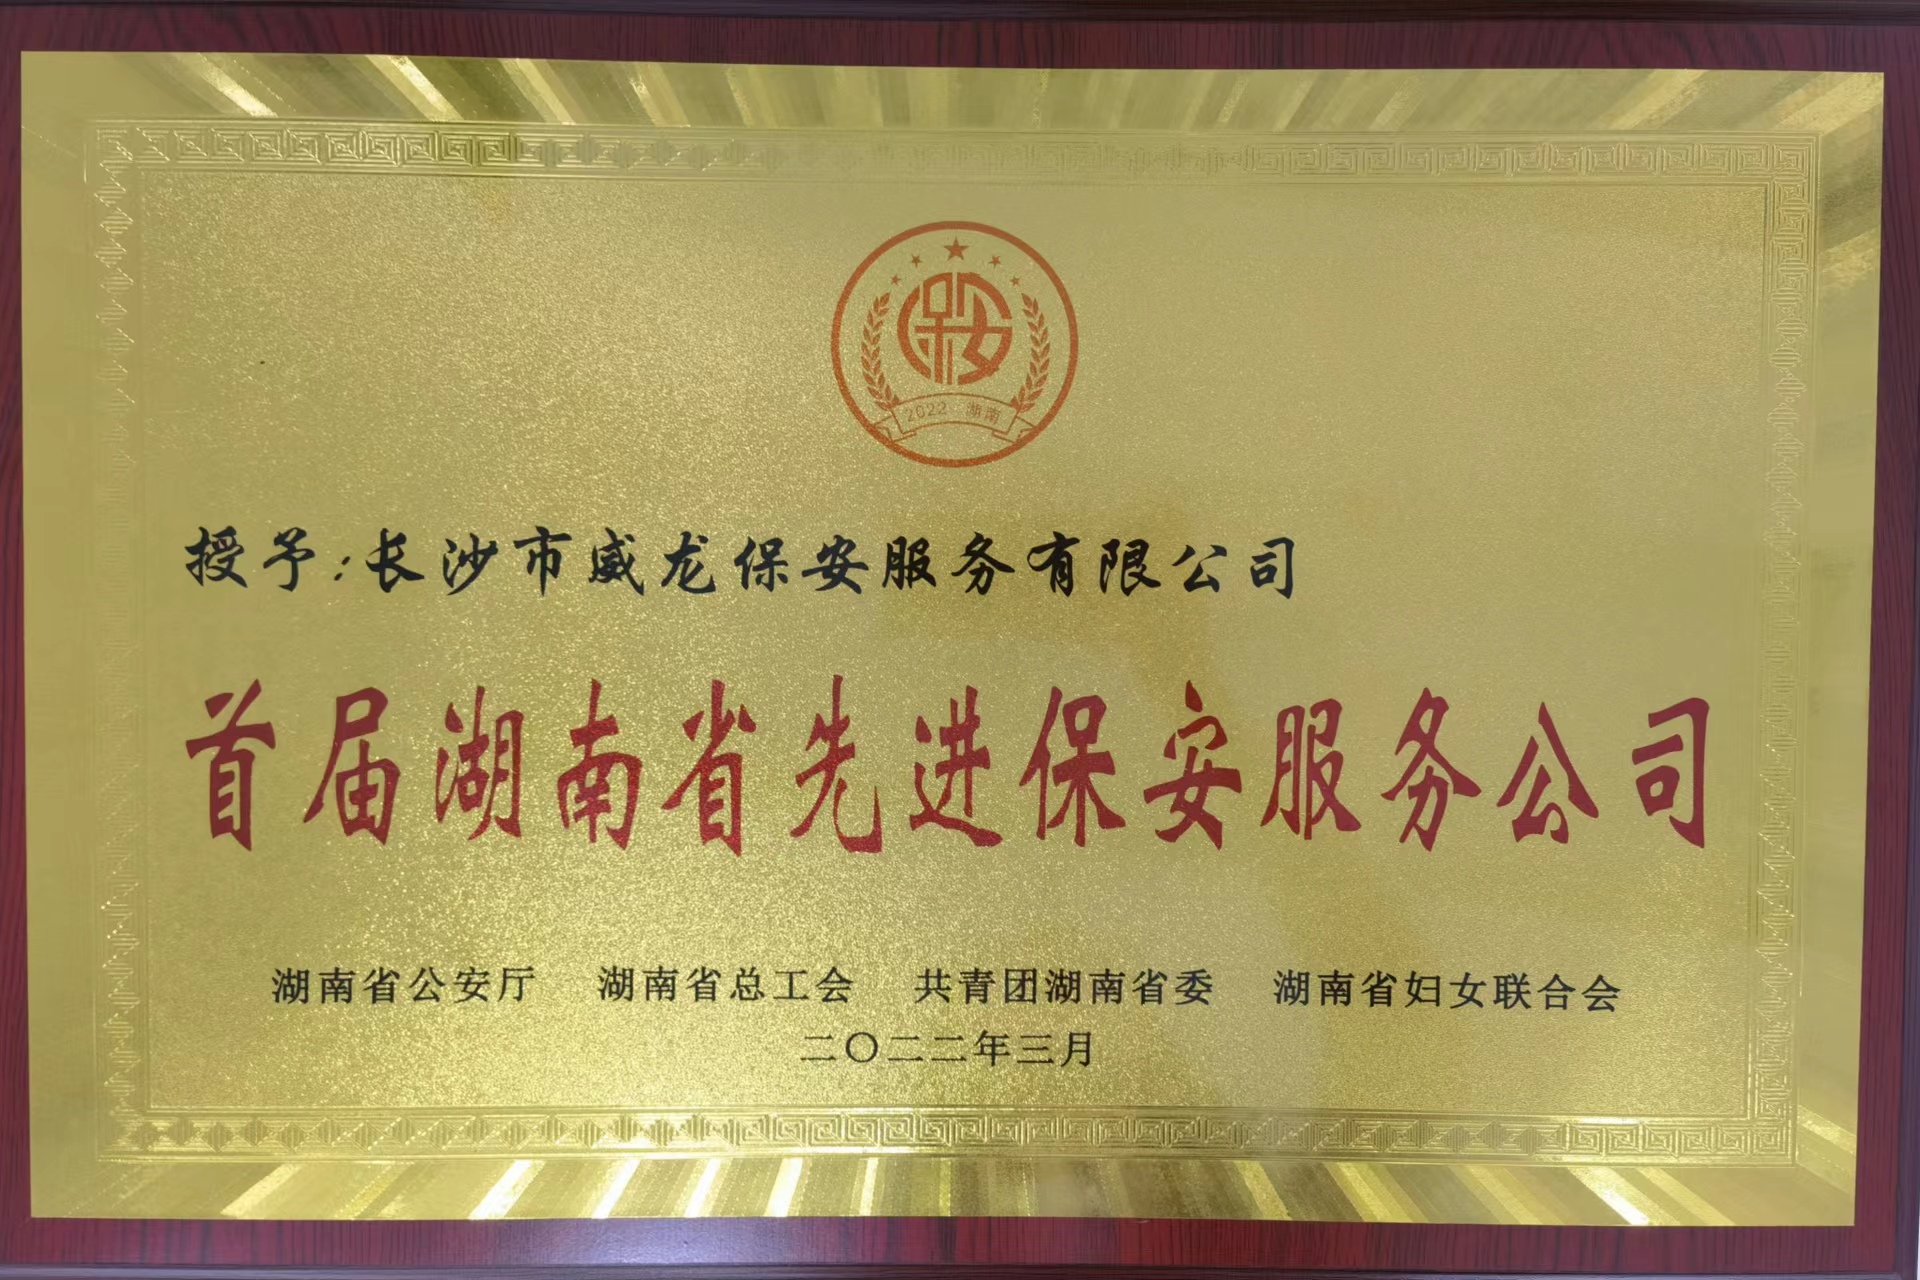 保安
2022 湖南
授予:长沙市威龙保安服务有限公司
首届湖南省先进保安服务公司
湖南省公安厅 湖南省总工会 共青团湖南省委 湖南省妇女联合会
二〇二二年三月